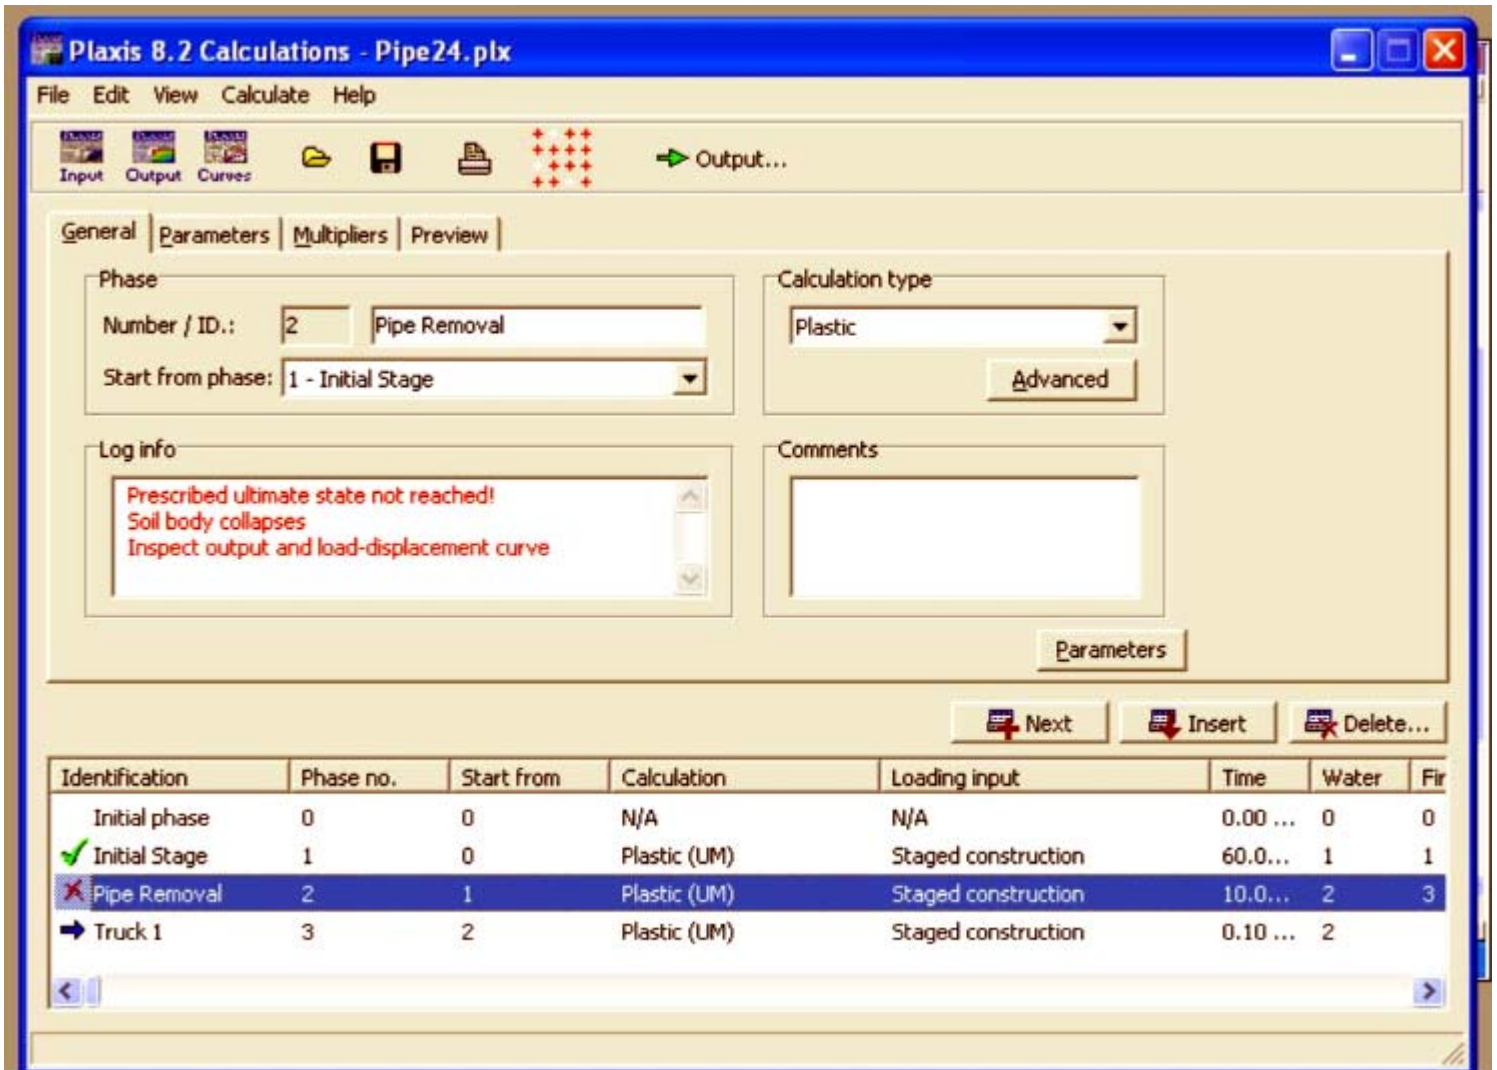 Plaxis 8.2 Calculations - Pipe24.plx
File Edit View Calculate Help
Input Output Curves Output...
General Parameters Multipliers Preview
Phase
Number / ID.: 2 Pipe Removal
Start from phase: 1 - Initial Stage
Calculation type
Plastic
Advanced
Log info
Prescribed ultimate state not reached!
Soil body collapses
Inspect output and load-displacement curve
Comments
Parameters
Next Insert Delete...
Identification Phase no. Start from Calculation Loading input Time Water Fir
Initial phase 0 0 N/A N/A 0.00 ... 0 0
Initial Stage 1 0 Plastic (UM) Staged construction 60.0... 1 1
Pipe Removal 2 1 Plastic (UM) Staged construction 10.0... 2 3
Truck 1 3 2 Plastic (UM) Staged construction 0.10 ... 2